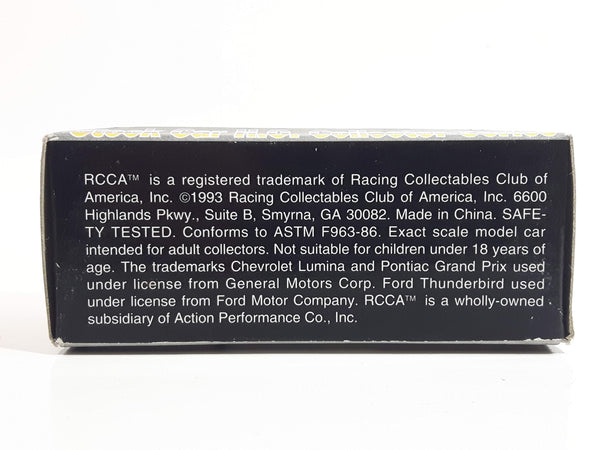 Stock Car H.O. Collector Series
RCCA™ is a registered trademark of Racing Collectables Club of
America, Inc. ©1993 Racing Collectables Club of America, Inc. 6600
Highlands Pkwy., Suite B, Smyrna, GA 30082. Made in China. SAFE-
TY TESTED. Conforms to ASTM F963-86. Exact scale model car
intended for adult collectors. Not suitable for children under 18 years of
age. The trademarks Chevrolet Lumina and Pontiac Grand Prix used
under license from General Motors Corp. Ford Thunderbird used
under license from Ford Motor Company. RCCA™ is a wholly-owned
subsidiary of Action Performance Co., Inc.